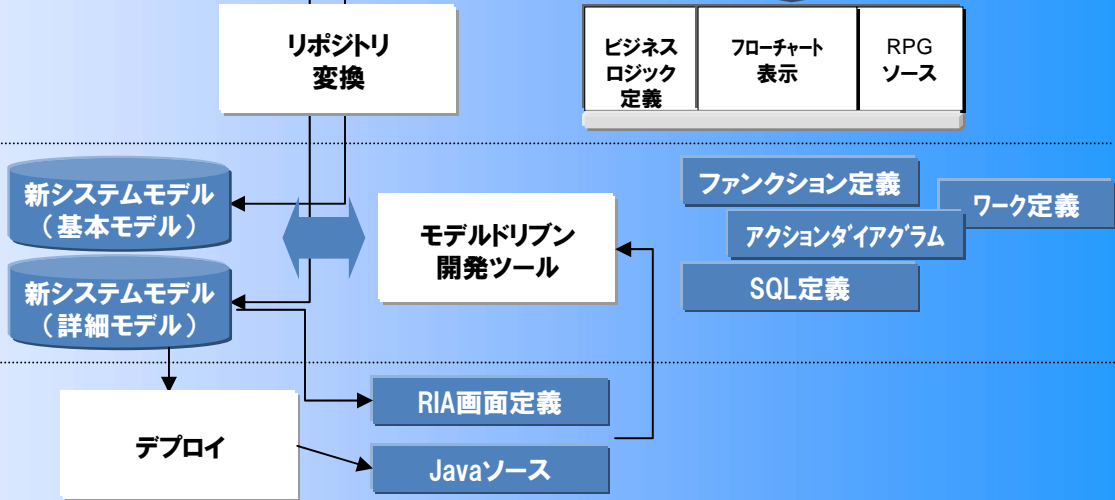 リポジトリ
変換
ビジネス
ロジック
定義
フローチャート
表示
RPG
ソース
新システムモデル
（基本モデル）
新システムモデル
（詳細モデル）
モデルドリブン
開発ツール
ファンクション定義
ワーク定義
アクションダイアグラム
SQL定義
デプロイ
RIA画面定義
Javaソース